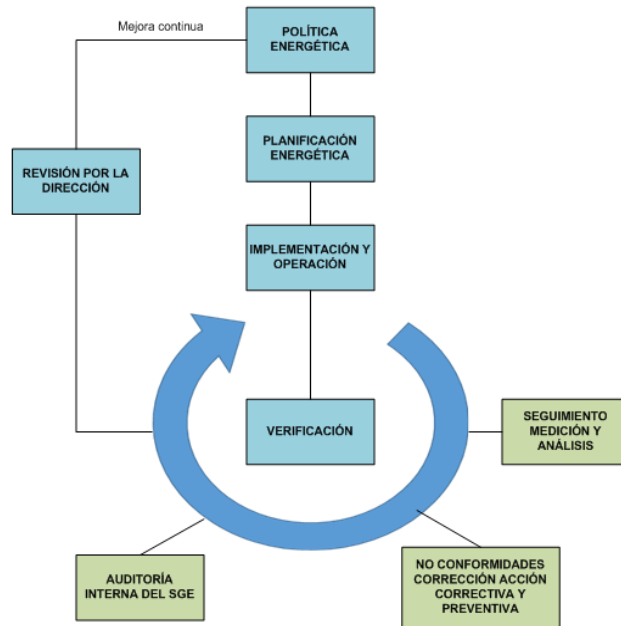 Mejora continua
POLÍTICA
ENERGÉTICA
PLANIFICACIÓN
ENERGÉTICA
REVISIÓN POR LA
DIRECCIÓN
IMPLEMENTACIÓN Y
OPERACIÓN
VERIFICACIÓN
SEGUIMIENTO
MEDICIÓN Y
ANÁLISIS
AUDITORÍA
INTERNA DEL SGE
NO CONFORMIDADES
CORRECCIÓN ACCIÓN
CORRECTIVA Y
PREVENTIVA